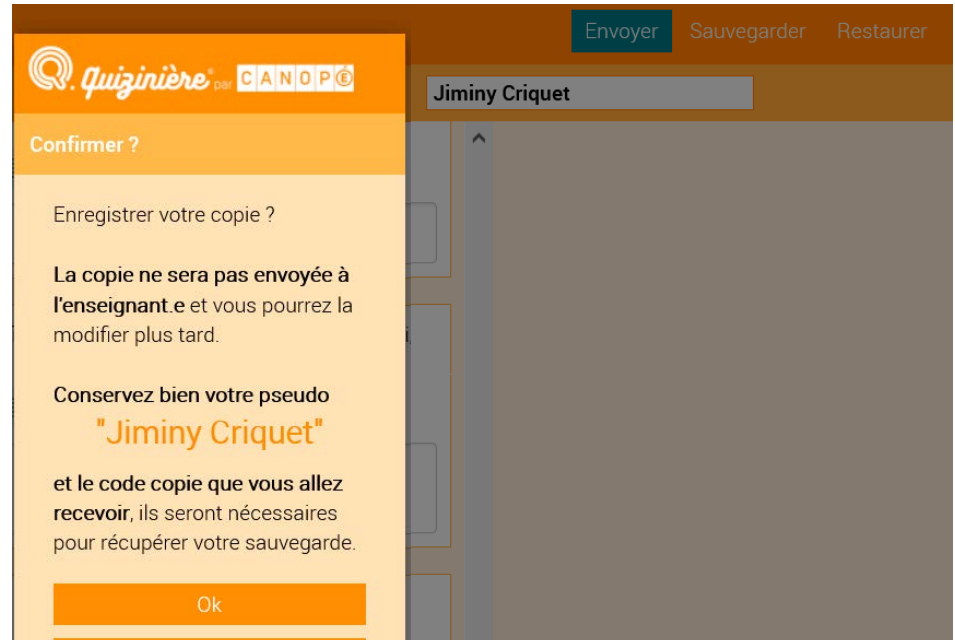 Envoyer Sauvegarder Restaurer
Q. Quizinière® par CANOPÉ
Jiminy Criquet
Confirmer ?
Enregistrer votre copie ?
La copie ne sera pas envoyée à
l'enseignant.e et vous pourrez la
modifier plus tard.
Conservez bien votre pseudo
"Jiminy Criquet"
et le code copie que vous allez
recevoir, ils seront nécessaires
pour récupérer votre sauvegarde.
Ok